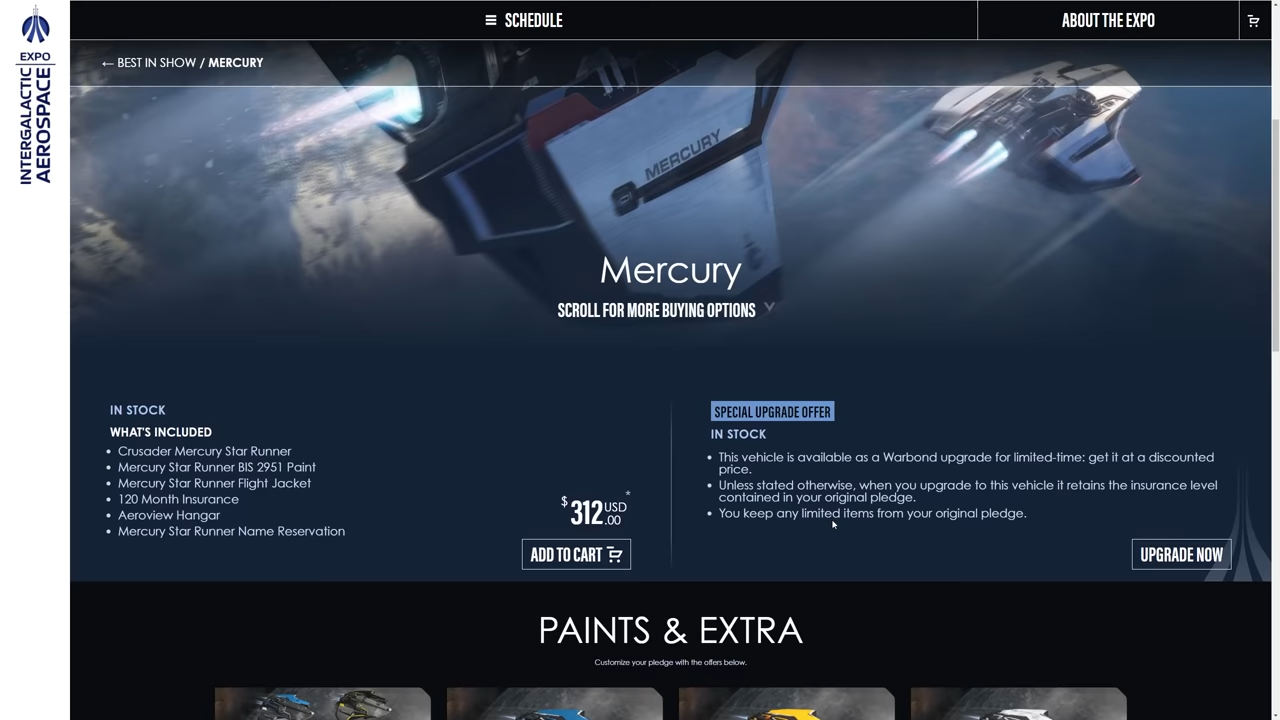 EXPO
INTERGALACTIC
AEROSPACE
SCHEDULE
ABOUT THE EXPO
← BEST IN SHOW / MERCURY
MERCURY
Mercury
SCROLL FOR MORE BUYING OPTIONS
IN STOCK
WHAT'S INCLUDED
• Crusader Mercury Star Runner
• Mercury Star Runner BIS 2951 Paint
• Mercury Star Runner Flight Jacket
• 120 Month Insurance
• Aeroview Hangar
• Mercury Star Runner Name Reservation
$312.00 USD*
ADD TO CART
SPECIAL UPGRADE OFFER
IN STOCK
• This vehicle is available as a Warbond upgrade for limited-time: get it at a discounted
price.
• Unless stated otherwise, when you upgrade to this vehicle it retains the insurance level
contained in your original pledge.
• You keep any limited items from your original pledge.
UPGRADE NOW
PAINTS & EXTRA
Customize your pledge with the offers below.